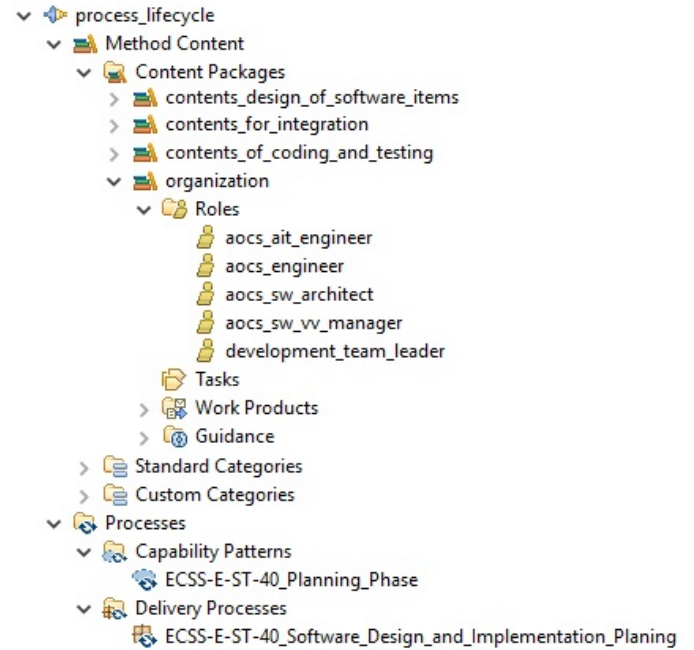 process_lifecycle
Method Content
Content Packages
contents_design_of_software_items
contents_for_integration
contents_of_coding_and_testing
organization
Roles
aocs_ait_engineer
aocs_engineer
aocs_sw_architect
aocs_sw_vv_manager
development_team_leader
Tasks
Work Products
Guidance
Standard Categories
Custom Categories
Processes
Capability Patterns
ECSS-E-ST-40_Planning_Phase
Delivery Processes
ECSS-E-ST-40_Software_Design_and_Implementation_Planing